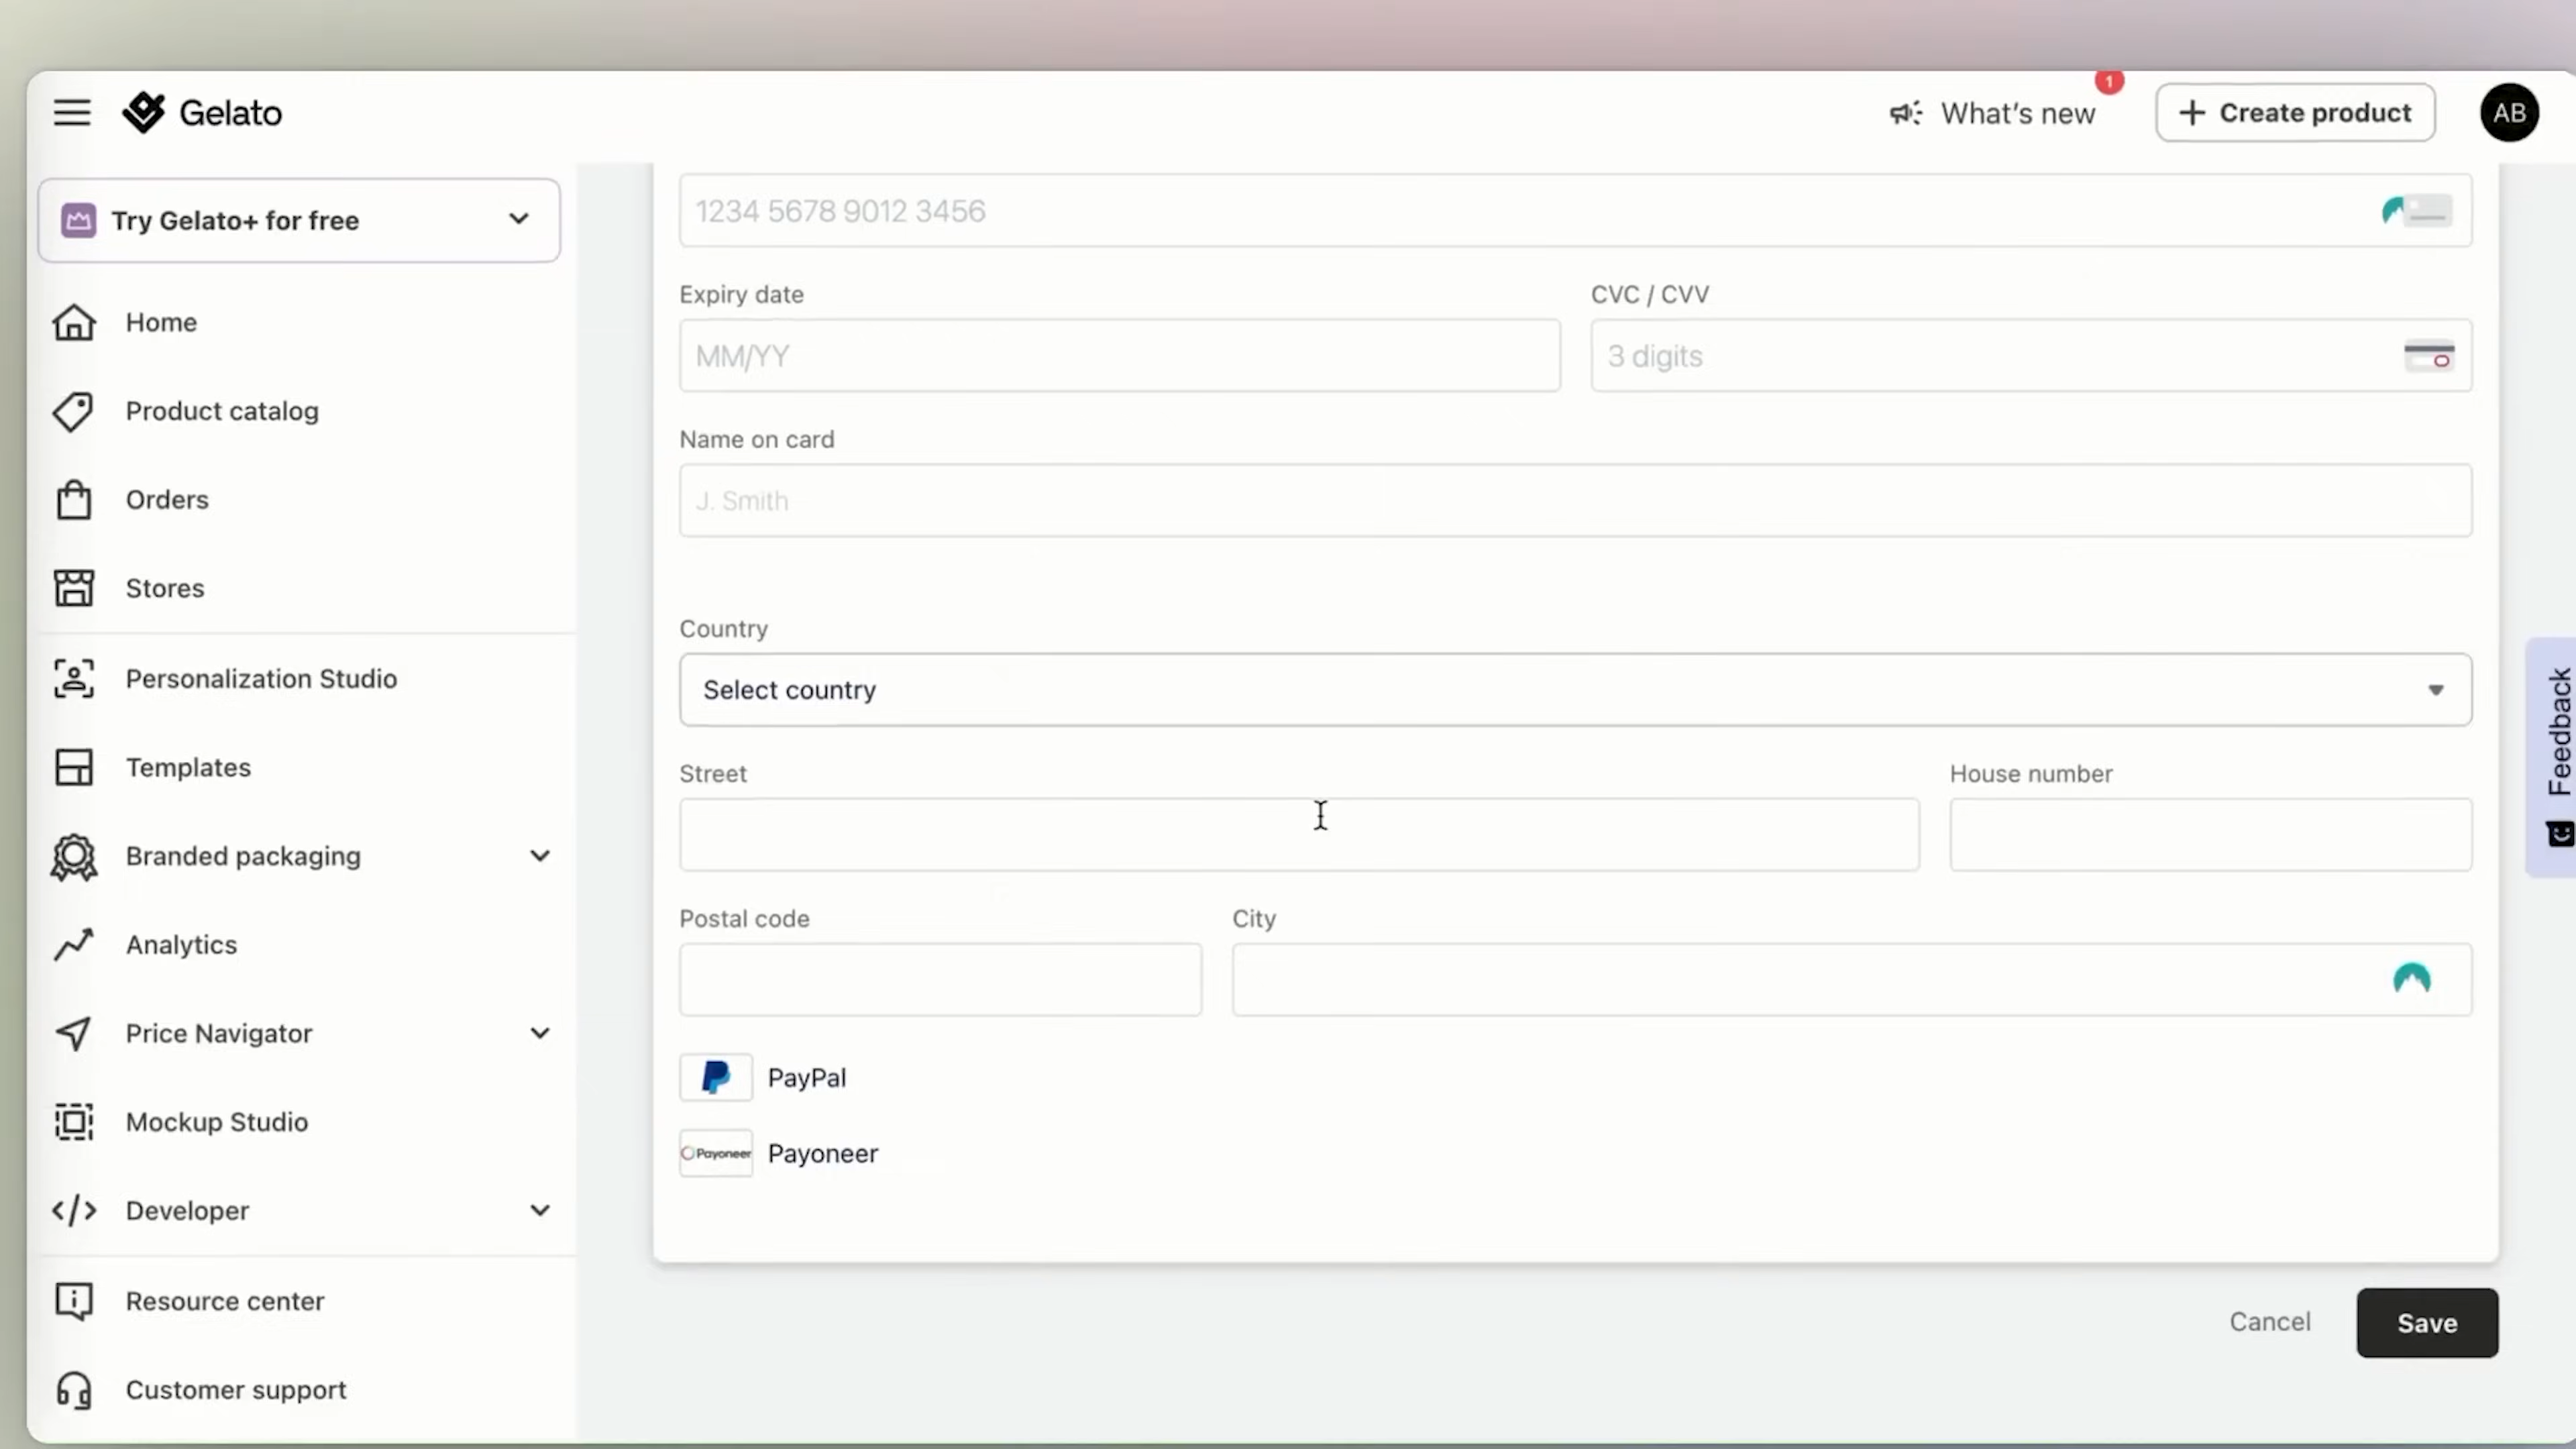 Gelato
What's new
1
+ Create product
AB
Try Gelato+ for free
Home
Product catalog
Orders
Stores
Personalization Studio
Templates
Branded packaging
Analytics
Price Navigator
Mockup Studio
Developer
Resource center
Customer support
1234 5678 9012 3456
Expiry date
CVC / CVV
MM/YY
3 digits
Name on card
J. Smith
Country
Select country
Street
House number
Postal code
City
PayPal
Payoneer
Payoneer
Cancel
Save
Feedback